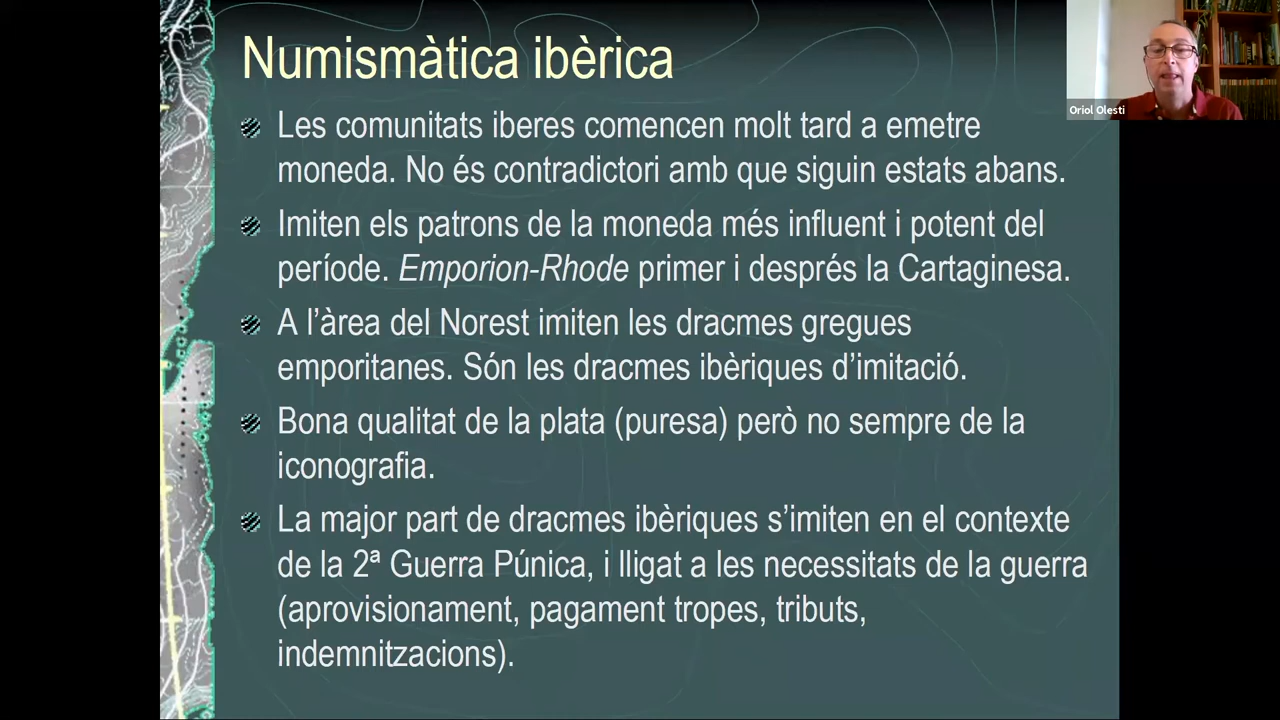 Numismàtica ibèrica
Les comunitats iberes comencen molt tard a emetre
moneda. No és contradictori amb que siguin estats abans.
Imiten els patrons de la moneda més influent i potent del
període. Emporion-Rhode primer i després la Cartaginesa.
A l’àrea del Norest imiten les dracmes gregues
emporitanes. Són les dracmes ibèriques d’imitació.
Bona qualitat de la plata (puresa) però no sempre de la
iconografia.
La major part de dracmes ibèriques s’imiten en el contexte
de la 2ª Guerra Púnica, i lligat a les necessitats de la guerra
(aprovisionament, pagament tropes, tributs,
indemnitzacions).
Oriol Olesti